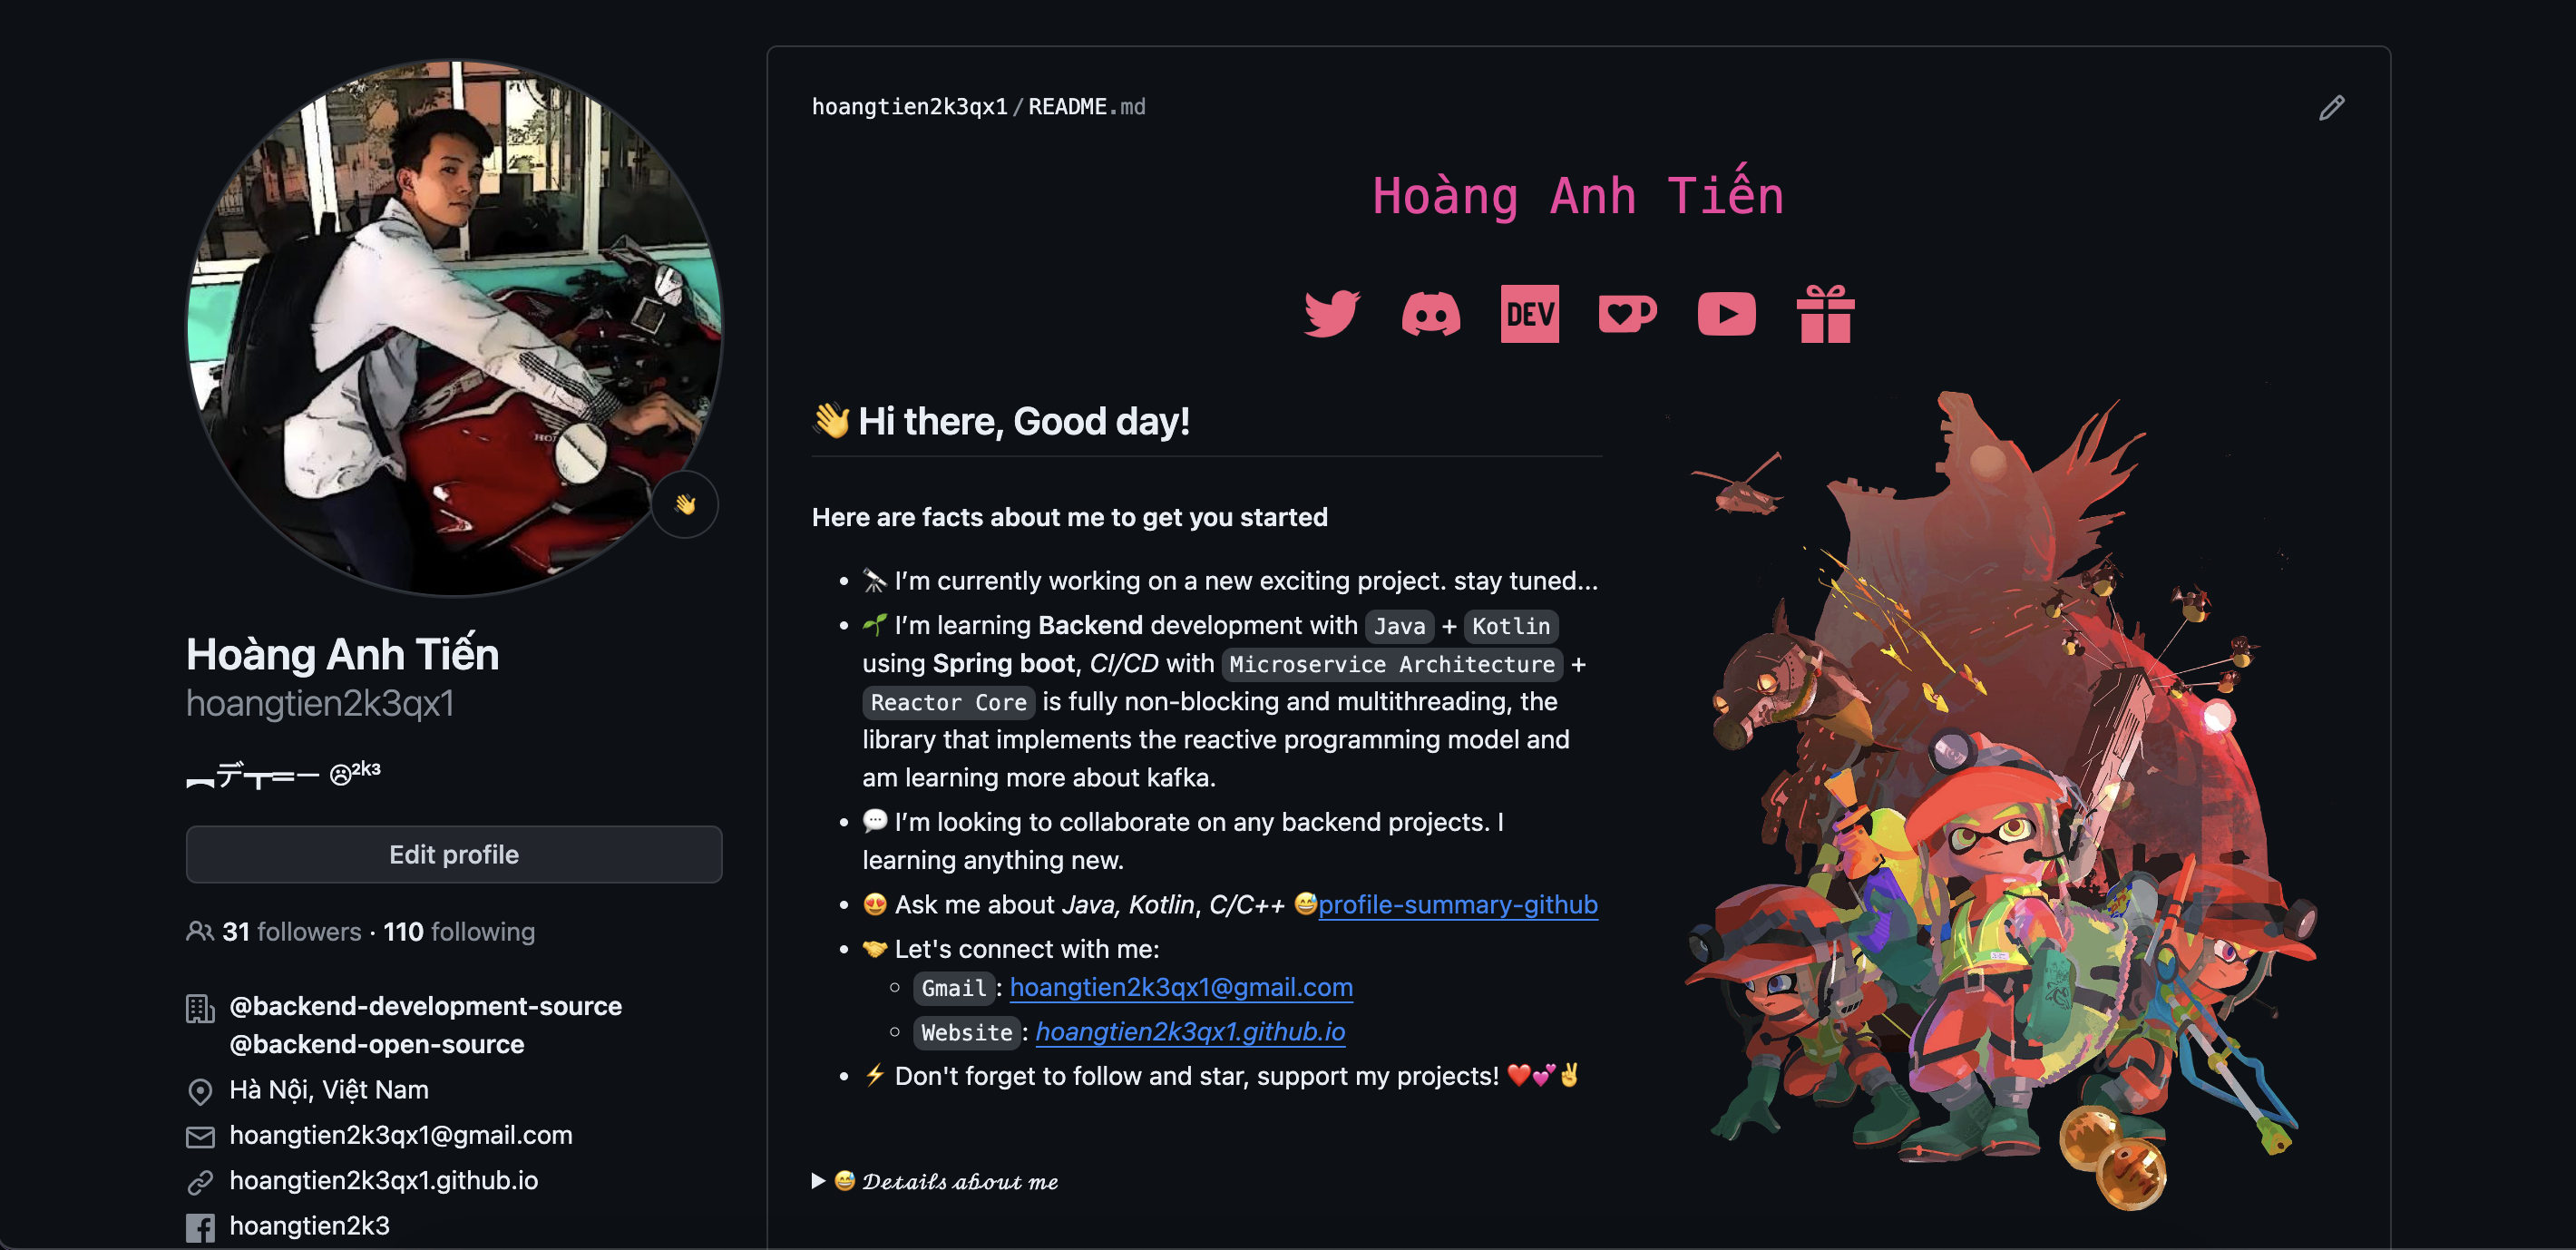 Hoàng Anh Tiến
hoangtien2k3qx1
︻デ┳═ー 😢²ᵏ³
Edit profile
31 followers · 110 following
@backend-development-source
@backend-open-source
Hà Nội, Việt Nam
hoangtien2k3qx1@gmail.com
hoangtien2k3qx1.github.io
hoangtien2k3
hoangtien2k3qx1/README.md
Hoàng Anh Tiến
DEV
👋 Hi there, Good day!
Here are facts about me to get you started
🔭 I’m currently working on a new exciting project. stay tuned...
🌱 I’m learning Backend development with Java + Kotlin
using Spring boot, CI/CD with Microservice Architecture +
Reactor Core is fully non-blocking and multithreading, the
library that implements the reactive programming model and
am learning more about kafka.
💬 I’m looking to collaborate on any backend projects. I
learning anything new.
😍 Ask me about Java, Kotlin, C/C++ 😅profile-summary-github
🤝 Let's connect with me:
Gmail: hoangtien2k3qx1@gmail.com
Website: hoangtien2k3qx1.github.io
⚡ Don't forget to follow and star, support my projects! ❤️💕✌️
😅 𝓓𝓮𝓽𝓪𝓲𝓵𝓼 𝓪𝓫𝓸𝓾𝓽 𝓶𝓮